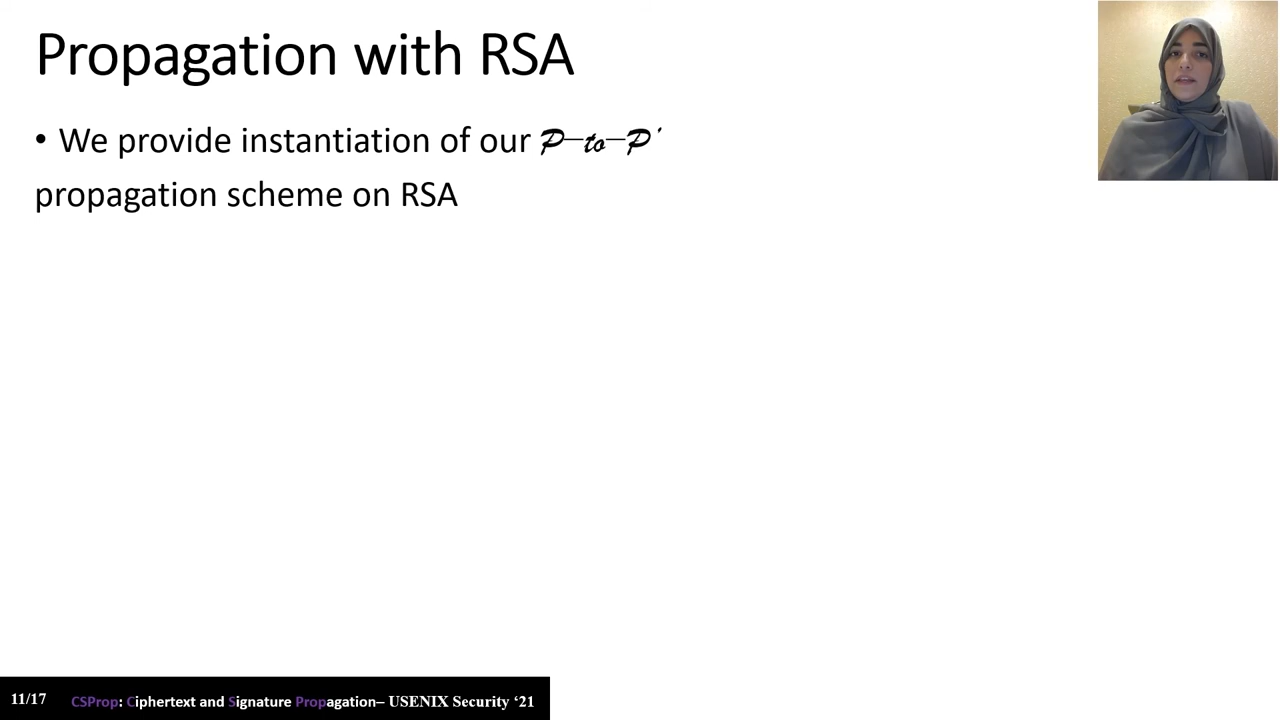 Propagation with RSA
• We provide instantiation of our P–to–P′
propagation scheme on RSA
11/17 CSProp: Ciphertext and Signature Propagation– USENIX Security ‘21